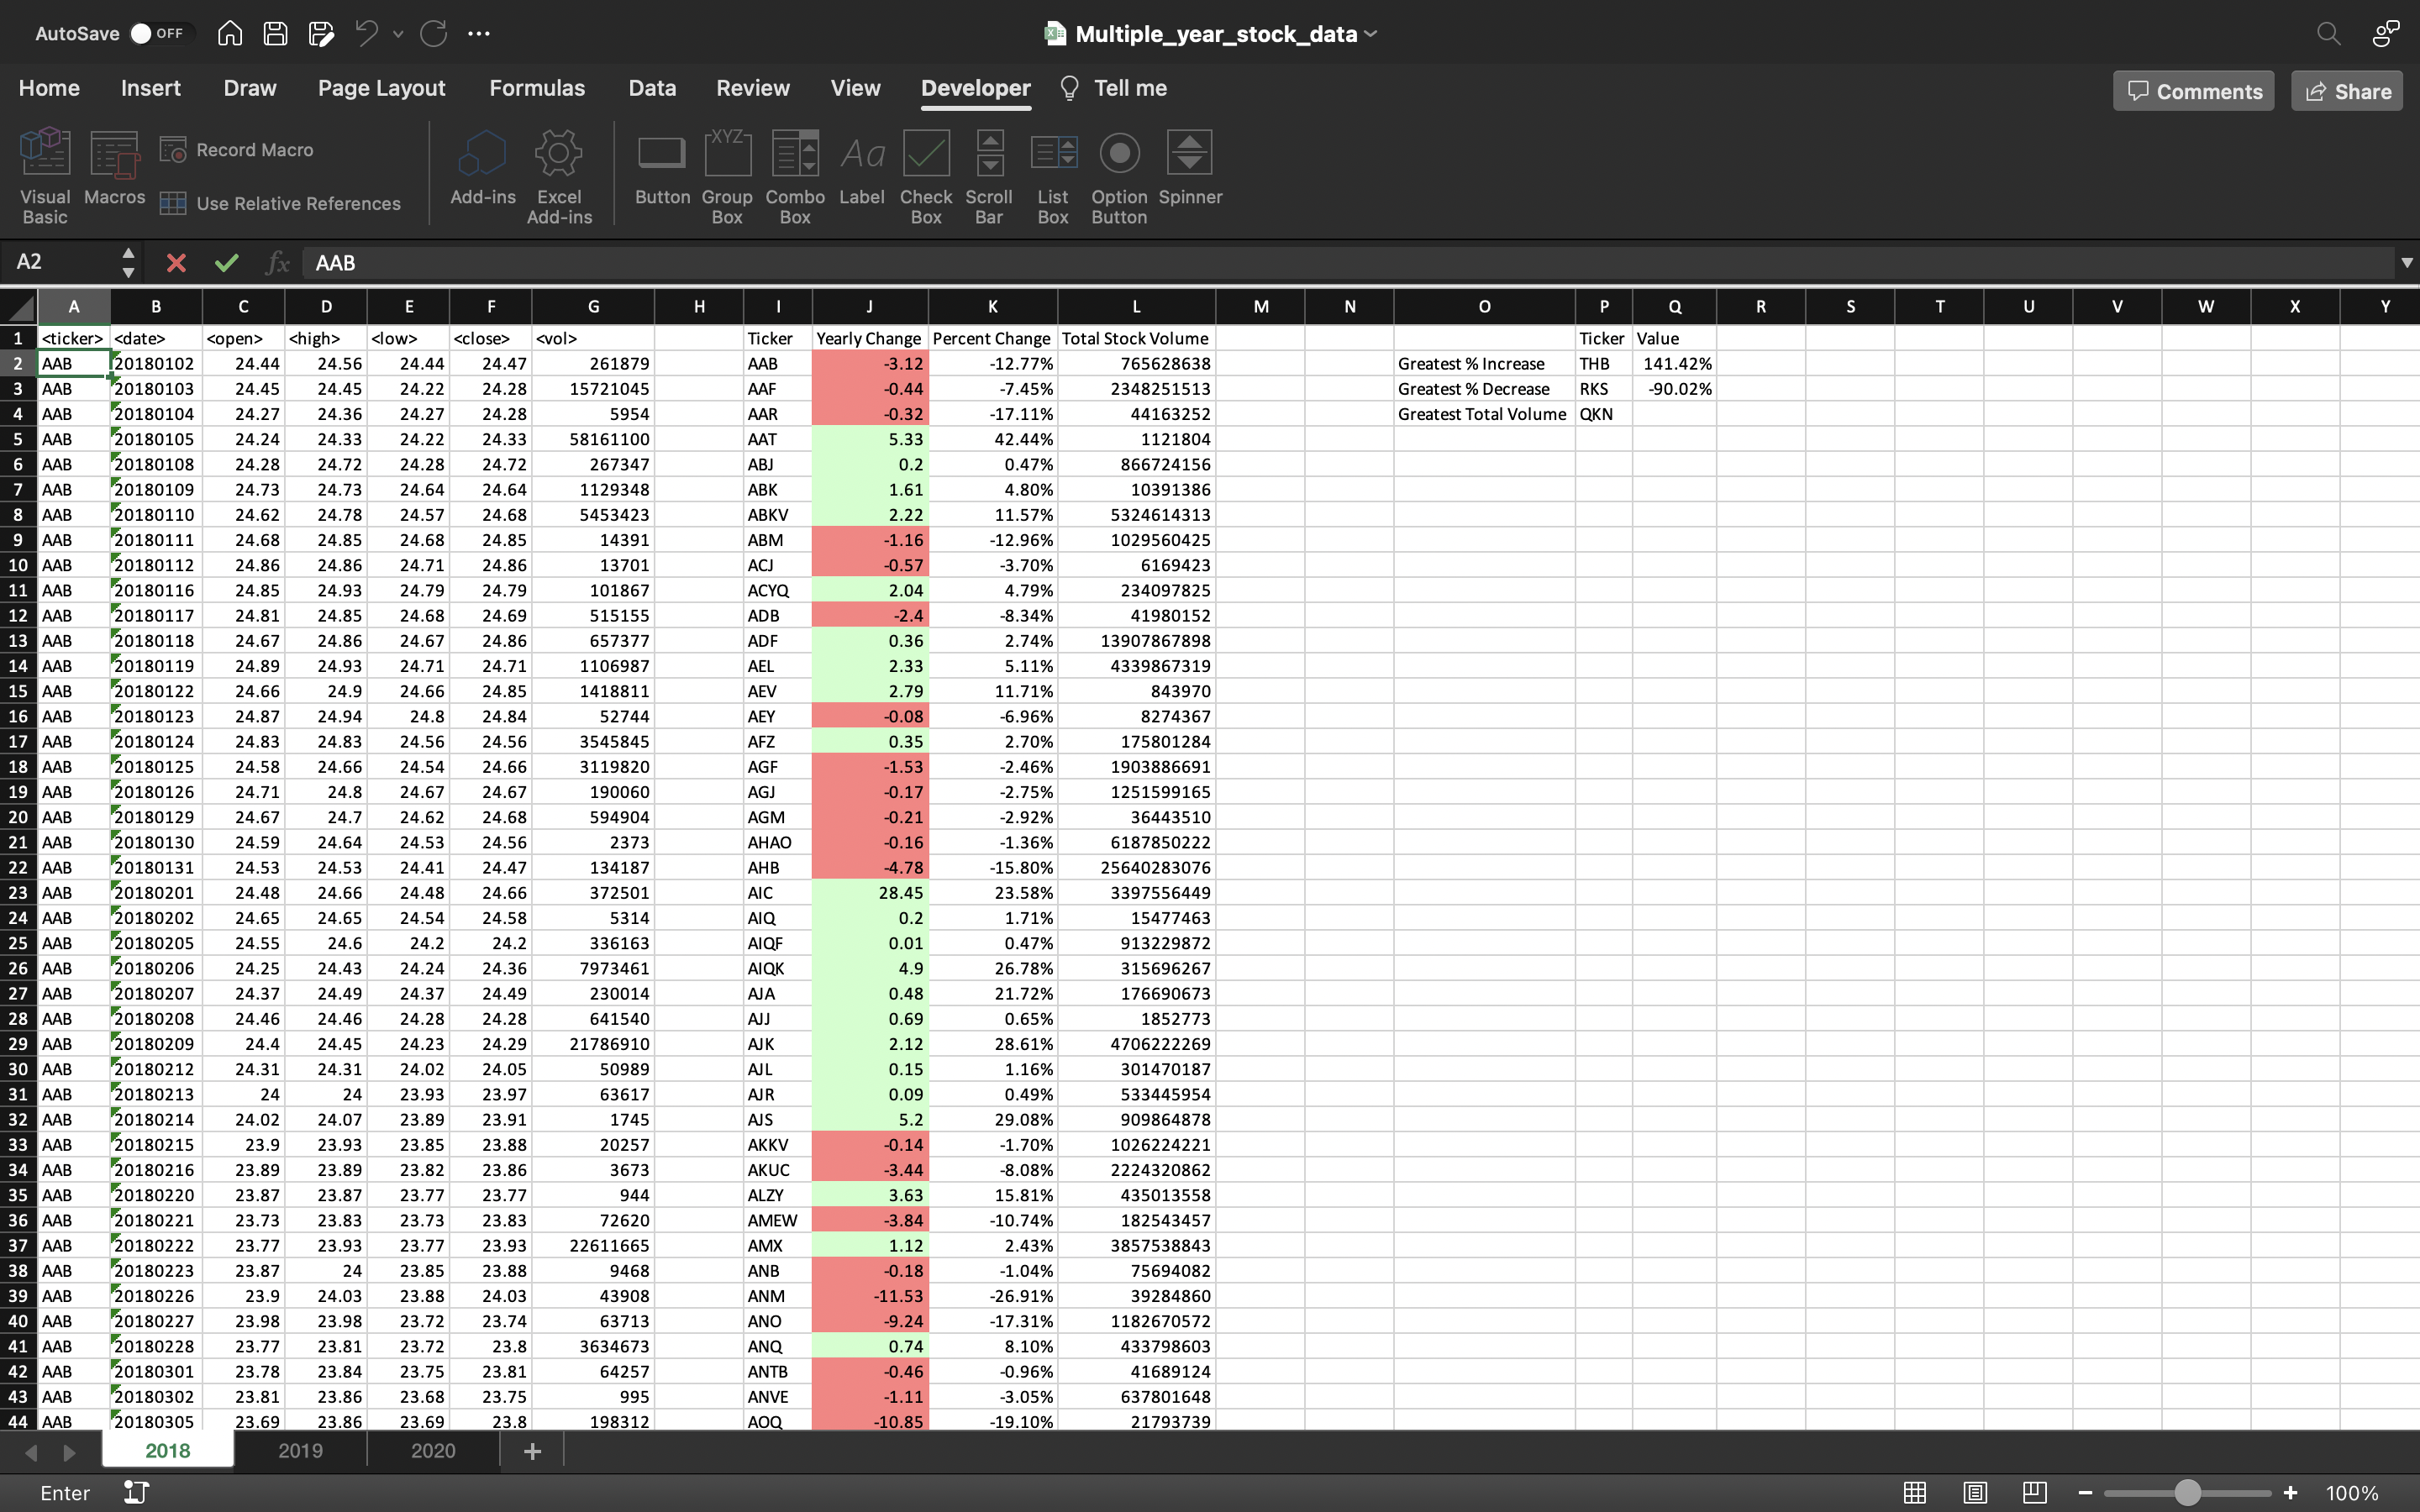 AutoSave OFF Multiple_year_stock_data
Home Insert Draw Page Layout Formulas Data Review View Developer Tell me Comments Share
Visual Basic Macros Record Macro Use Relative References Add-ins Excel Add-ins Button Group Box Combo Box Label Check Box Scroll Bar List Box Option Button Spinner
XYZ Aa
A2 fx AAB
A B C D E F G H I J K L M N O P Q R S T U V W X Y
1 <ticker> <date> <open> <high> <low> <close> <vol> Ticker Yearly Change Percent Change Total Stock Volume Ticker Value
2 AAB 20180102 24.44 24.56 24.44 24.47 261879 AAB -3.12 -12.77% 765628638 Greatest % Increase THB 141.42%
3 AAB 20180103 24.45 24.45 24.22 24.28 15721045 AAF -0.44 -7.45% 2348251513 Greatest % Decrease RKS -90.02%
4 AAB 20180104 24.27 24.36 24.27 24.28 5954 AAR -0.32 -17.11% 44163252 Greatest Total Volume QKN
5 AAB 20180105 24.24 24.33 24.22 24.33 58161100 AAT 5.33 42.44% 1121804
6 AAB 20180108 24.28 24.72 24.28 24.72 267347 ABJ 0.2 0.47% 866724156
7 AAB 20180109 24.73 24.73 24.64 24.64 1129348 ABK 1.61 4.80% 10391386
8 AAB 20180110 24.62 24.78 24.57 24.68 5453423 ABKV 2.22 11.57% 5324614313
9 AAB 20180111 24.68 24.85 24.68 24.85 14391 ABM -1.16 -12.96% 1029560425
10 AAB 20180112 24.86 24.86 24.71 24.86 13701 ACJ -0.57 -3.70% 6169423
11 AAB 20180116 24.85 24.93 24.79 24.79 101867 ACYQ 2.04 4.79% 234097825
12 AAB 20180117 24.81 24.85 24.68 24.69 515155 ADB -2.4 -8.34% 41980152
13 AAB 20180118 24.67 24.86 24.67 24.86 657377 ADF 0.36 2.74% 13907867898
14 AAB 20180119 24.89 24.93 24.71 24.71 1106987 AEL 2.33 5.11% 4339867319
15 AAB 20180122 24.66 24.9 24.66 24.85 1418811 AEV 2.79 11.71% 843970
16 AAB 20180123 24.87 24.94 24.8 24.84 52744 AEY -0.08 -6.96% 8274367
17 AAB 20180124 24.83 24.83 24.56 24.56 3545845 AFZ 0.35 2.70% 175801284
18 AAB 20180125 24.58 24.66 24.54 24.66 3119820 AGF -1.53 -2.46% 1903886691
19 AAB 20180126 24.71 24.8 24.67 24.67 190060 AGJ -0.17 -2.75% 1251599165
20 AAB 20180129 24.67 24.7 24.62 24.68 594904 AGM -0.21 -2.92% 36443510
21 AAB 20180130 24.59 24.64 24.53 24.56 2373 AHAO -0.16 -1.36% 6187850222
22 AAB 20180131 24.53 24.53 24.41 24.47 134187 AHB -4.78 -15.80% 25640283076
23 AAB 20180201 24.48 24.66 24.48 24.66 372501 AIC 28.45 23.58% 3397556449
24 AAB 20180202 24.65 24.65 24.54 24.58 5314 AIQ 0.2 1.71% 15477463
25 AAB 20180205 24.55 24.6 24.2 24.2 336163 AIQF 0.01 0.47% 913229872
26 AAB 20180206 24.25 24.43 24.24 24.36 7973461 AIQK 4.9 26.78% 315696267
27 AAB 20180207 24.37 24.49 24.37 24.49 230014 AJA 0.48 21.72% 176690673
28 AAB 20180208 24.46 24.46 24.28 24.28 641540 AJJ 0.69 0.65% 1852773
29 AAB 20180209 24.4 24.45 24.23 24.29 21786910 AJK 2.12 28.61% 4706222269
30 AAB 20180212 24.31 24.31 24.02 24.05 50989 AJL 0.15 1.16% 301470187
31 AAB 20180213 24 24 23.93 23.97 63617 AJR 0.09 0.49% 533445954
32 AAB 20180214 24.02 24.07 23.89 23.91 1745 AJS 5.2 29.08% 909864878
33 AAB 20180215 23.9 23.93 23.85 23.88 20257 AKKV -0.14 -1.70% 1026224221
34 AAB 20180216 23.89 23.89 23.82 23.86 3673 AKUC -3.44 -8.08% 2224320862
35 AAB 20180220 23.87 23.87 23.77 23.77 944 ALZY 3.63 15.81% 435013558
36 AAB 20180221 23.73 23.83 23.73 23.83 72620 AMEW -3.84 -10.74% 182543457
37 AAB 20180222 23.77 23.93 23.77 23.93 22611665 AMX 1.12 2.43% 3857538843
38 AAB 20180223 23.87 24 23.85 23.88 9468 ANB -0.18 -1.04% 75694082
39 AAB 20180226 23.9 24.03 23.88 24.03 43908 ANM -11.53 -26.91% 39284860
40 AAB 20180227 23.98 23.98 23.72 23.74 63713 ANO -9.24 -17.31% 1182670572
41 AAB 20180228 23.77 23.81 23.72 23.8 3634673 ANQ 0.74 8.10% 433798603
42 AAB 20180301 23.78 23.84 23.75 23.81 64257 ANTB -0.46 -0.96% 41689124
43 AAB 20180302 23.81 23.86 23.68 23.75 995 ANVE -1.11 -3.05% 637801648
44 AAB 20180305 23.69 23.86 23.69 23.8 198312 AOQ -10.85 -19.10% 21793739
2018 2019 2020 +
Enter 100%